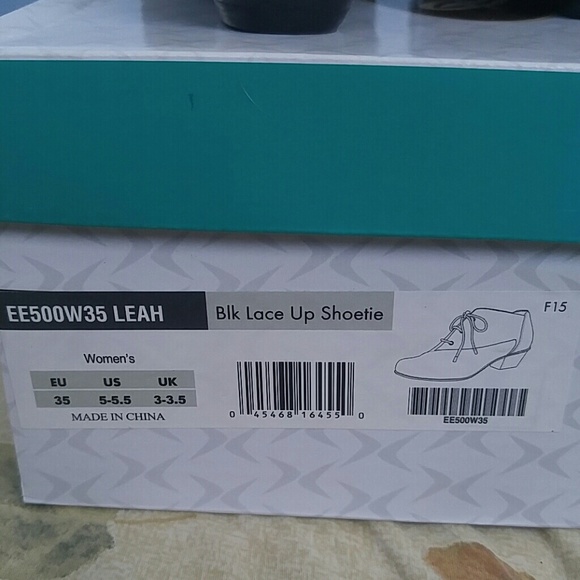 EE500W35 LEAH Blk Lace Up Shoetie F15
Women's
EU US UK
35 5-5.5 3-3.5
MADE IN CHINA
0 45468 16455 0
EE500W35